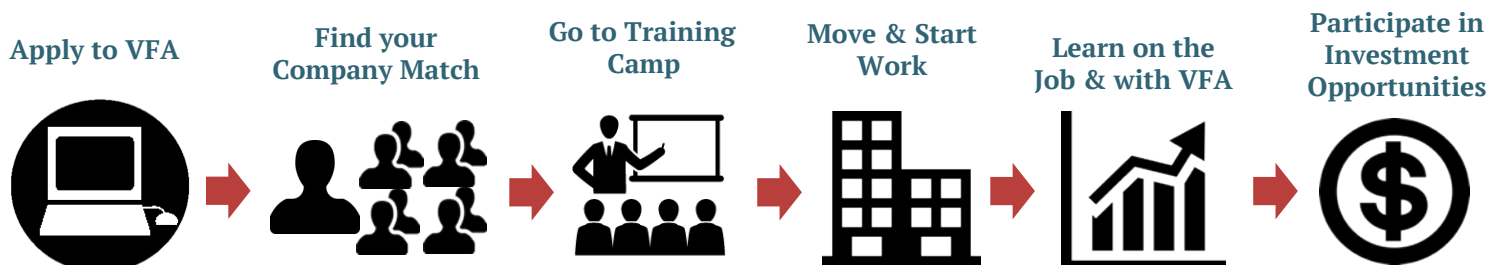 Apply to VFA
Find your
Company Match
Go to Training
Camp
Move & Start
Work
Learn on the
Job & with VFA
Participate in
Investment
Opportunities
$